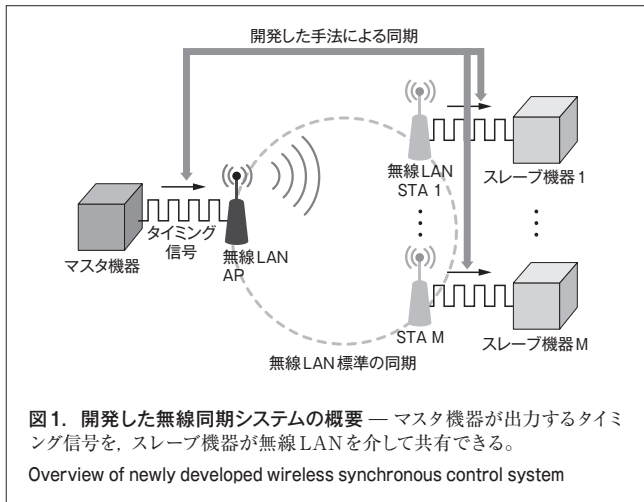 開発した手法による同期
無線LAN
STA 1
スレーブ機器1
タイミング
信号
マスタ機器
無線LAN
AP
STA M
スレーブ機器M
無線LAN標準の同期
図1. 開発した無線同期システムの概要 — マスタ機器が出力するタイミ
ング信号を，スレーブ機器が無線LANを介して共有できる。
Overview of newly developed wireless synchronous control system